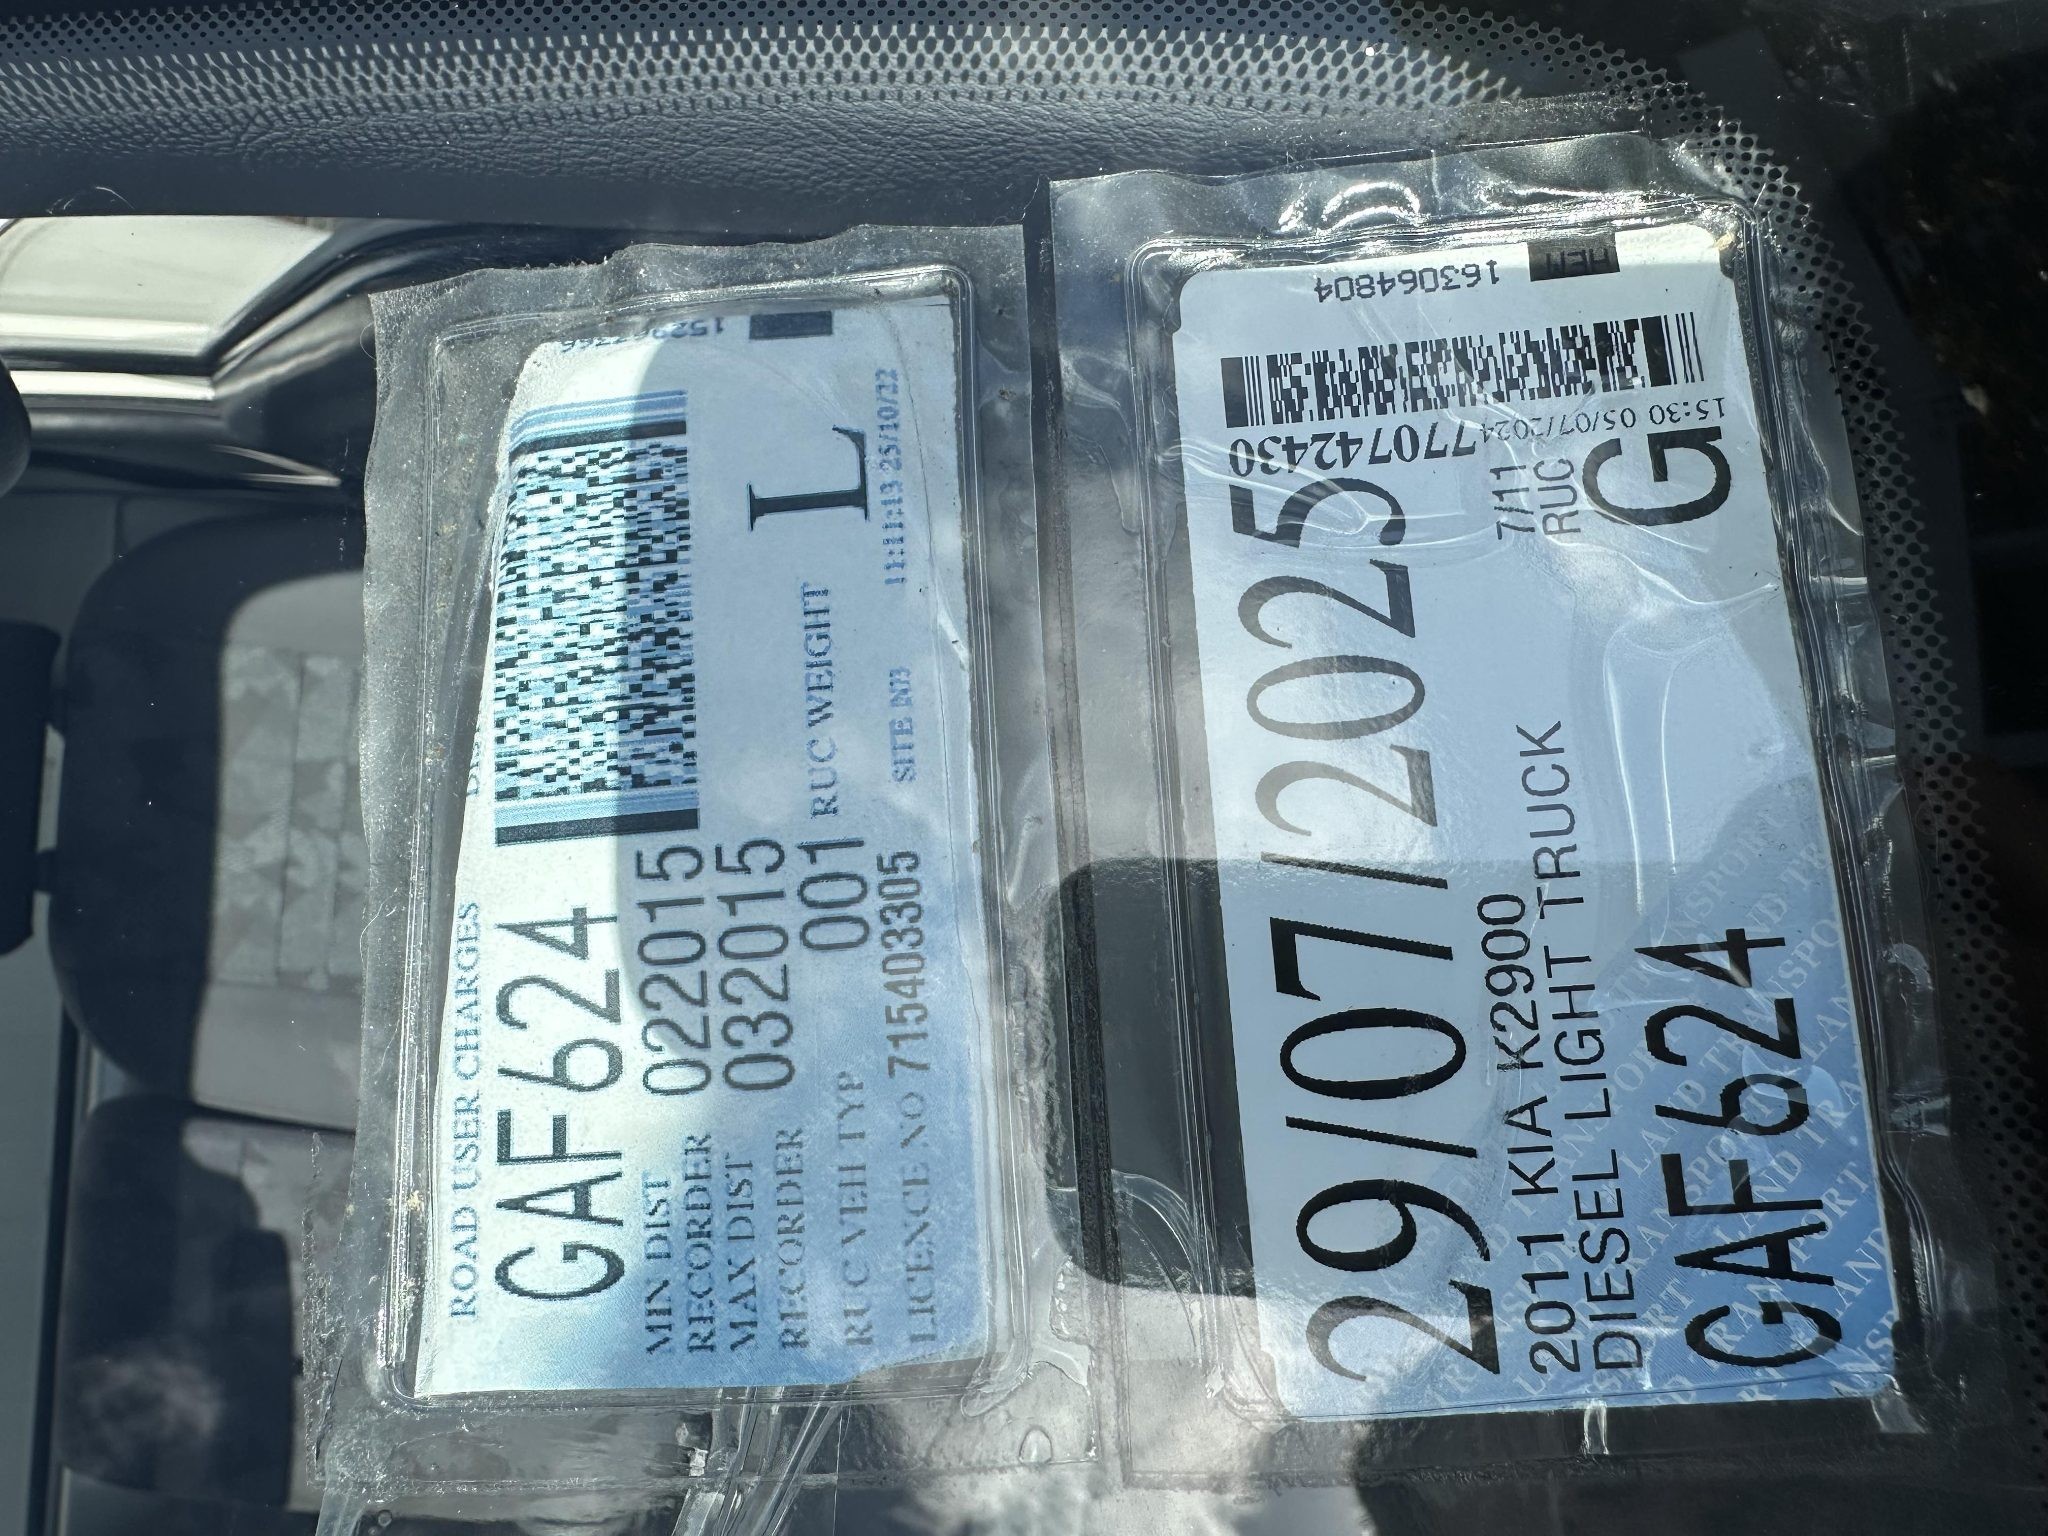 ROAD USER CHARGES
GAF624
MIN DIST
RECORDER 022015
MAX DIST
RECORDER 032015
RUC VEH TYP 001 RUC WEIGHT L
LICENCE NO 715403305 SITE 11:11:13 25/10/22
29/07/2025
770742430
163064804
2011 KIA K2900 7/11
DIESEL LIGHT TRUCK RUC
GAF624 G
15:30 05/07/2024